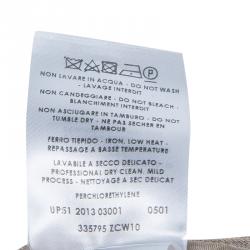 NON LAVARE IN ACQUA - DO NOT WASH
- LAVAGE INTERDIT
NON CANDEGGIARE - DO NOT BLEACH -
BLANCHIMENT INTERDIT
NON ASCIUGARE IN TAMBURO - DO NOT
TUMBLE DRY - NE PAS SECHER EN
TAMBOUR
FERRO TIEPIDO - IRON, LOW HEAT -
REPASSAGE A BASSE TEMPERATURE
LAVABILE A SECCO DELICATO -
PROFESSIONAL DRY CLEAN, MILD
PROCESS - NETTOYAGE A SEC DELICAT
PERCHLORETHYLENE
UP51 2013 03001 0501
335795 ZCW10